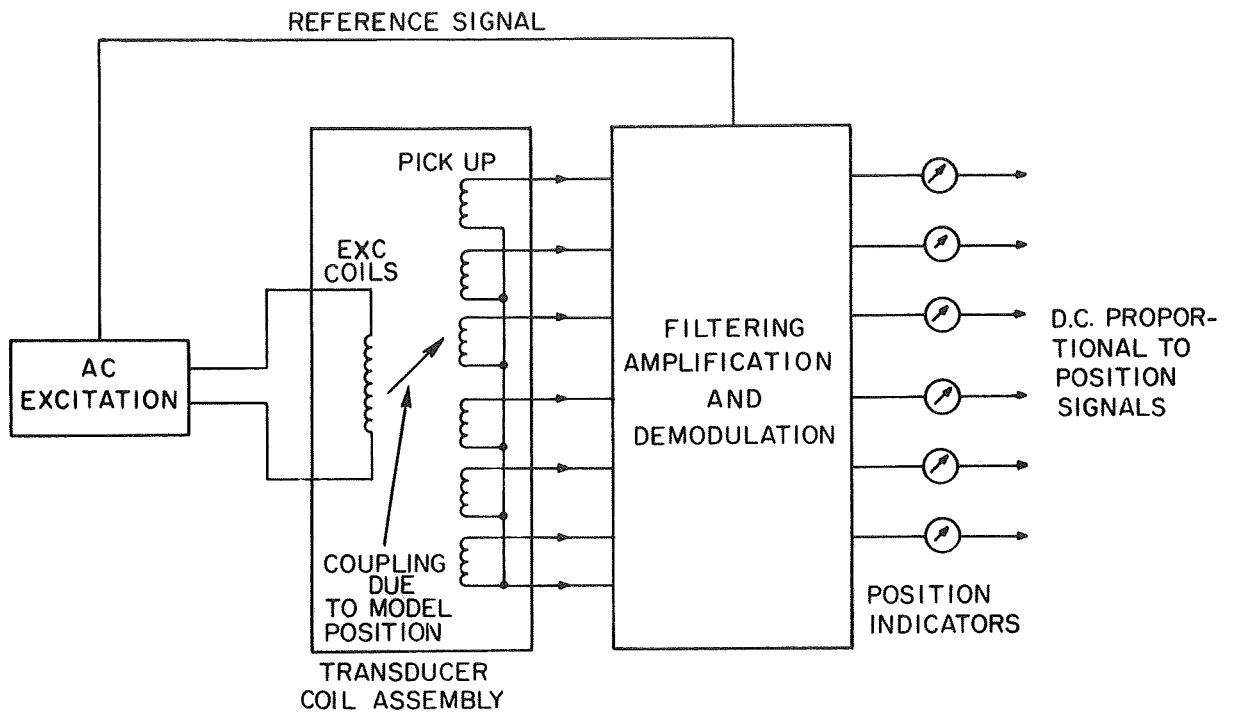 REFERENCE SIGNAL
PICK UP
EXC
COILS
AC
EXCITATION
COUPLING
DUE
TO MODEL
POSITION
TRANSDUCER
COIL ASSEMBLY
FILTERING
AMPLIFICATION
AND
DEMODULATION
POSITION
INDICATORS
D.C. PROPOR-
TIONAL TO
POSITION
SIGNALS